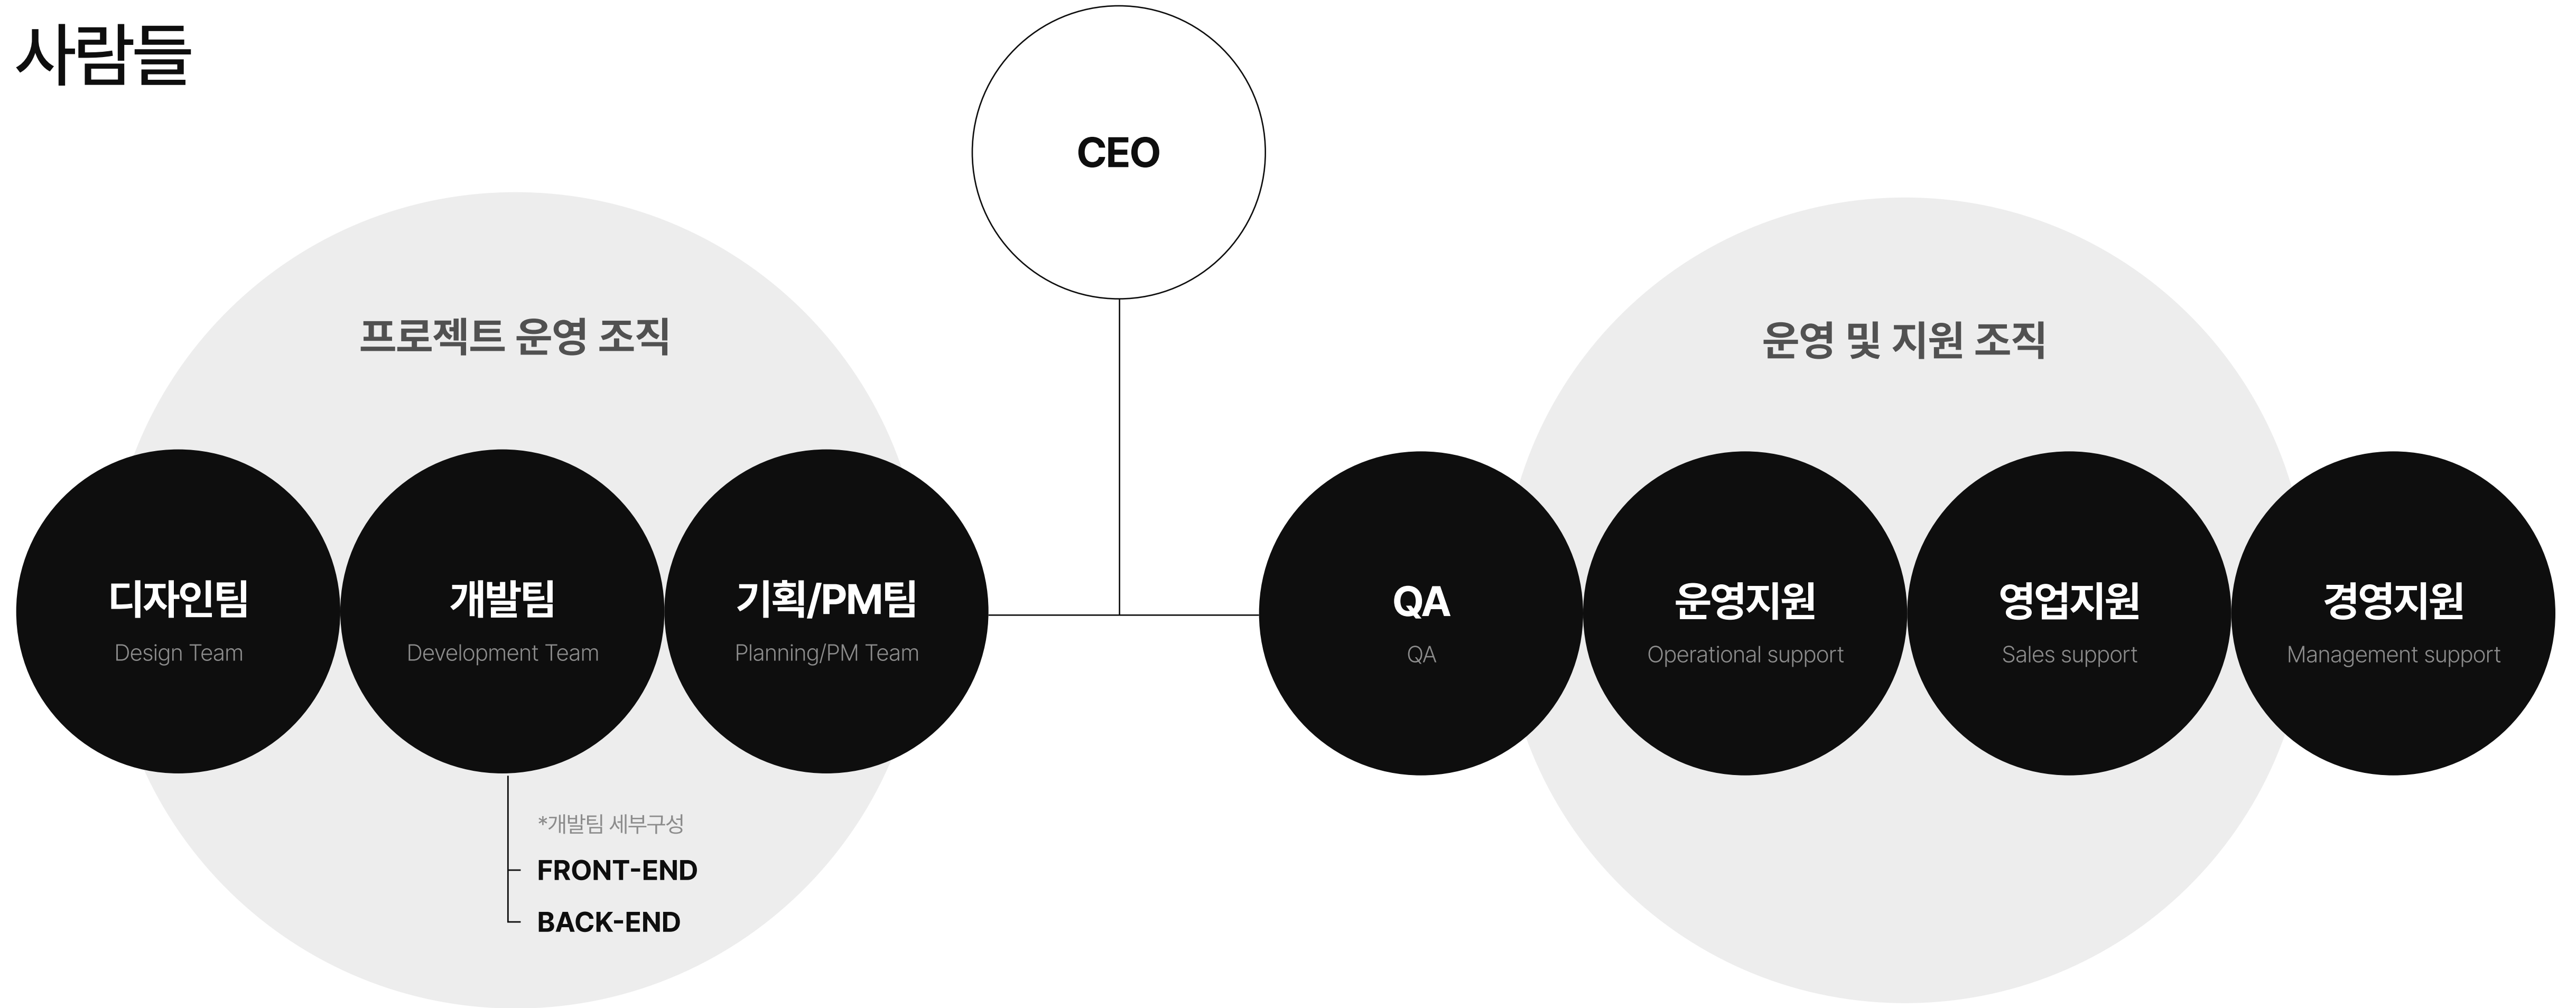 사람들
CEO
프로젝트 운영 조직
디자인팀
Design Team
개발팀
Development Team
기획/PM팀
Planning/PM Team
*개발팀 세부구성
FRONT-END
BACK-END
운영 및 지원 조직
QA
QA
운영지원
Operational support
영업지원
Sales support
경영지원
Management support